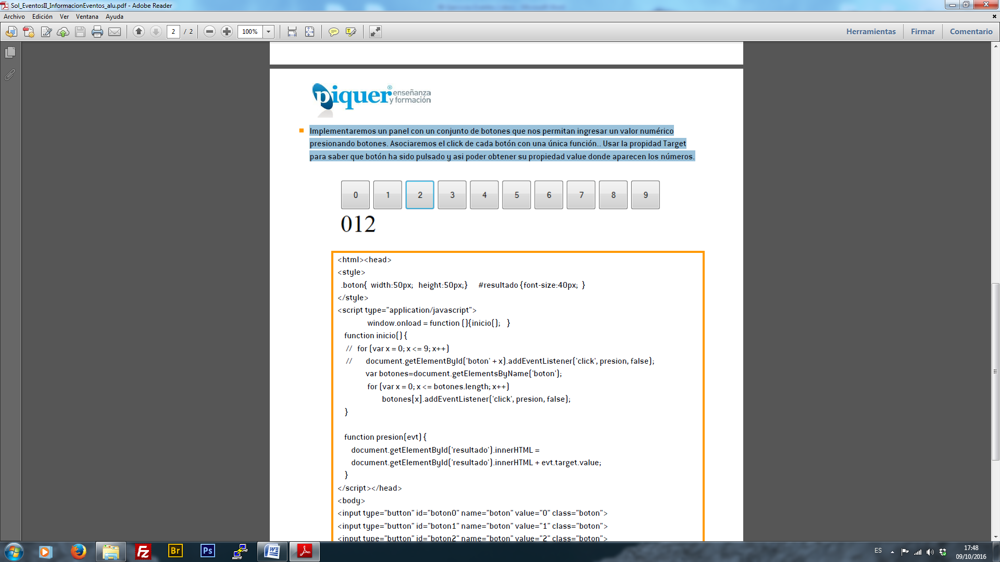 Sol_EventosII_InformacionEventos_alu.pdf - Adobe Reader
Archivo Edición Ver Ventana Ayuda
2 / 2 100% Herramientas Firmar Comentario
piquer® enseñanza y formación
Implementaremos un panel con un conjunto de botones que nos permitan ingresar un valor numérico
presionando botones. Asociaremos el click de cada botón con una única función.. Usar la propidad Target
para saber que botón ha sido pulsado y asi poder obtener su propiedad value donde aparecen los números.
0 1 2 3 4 5 6 7 8 9
012
<html><head>
<style>
.boton{ width:50px; height:50px;} #resultado {font-size:40px; }
</style>
<script type="application/javascript">
window.onload = function (){inicio(); }
function inicio() {
// for (var x = 0; x <= 9; x++)
// document.getElementById('boton' + x).addEventListener('click', presion, false);
var botones=document.getElementsByName('boton');
for (var x = 0; x <= botones.length; x++)
botones[x].addEventListener('click', presion, false);
}
function presion(evt) {
document.getElementById('resultado').innerHTML =
document.getElementById('resultado').innerHTML + evt.target.value;
}
</script></head>
<body>
<input type="button" id="boton0" name="boton" value="0" class="boton">
<input type="button" id="boton1" name="boton" value="1" class="boton">
<input type="button" id="boton2" name="boton" value="2" class="boton">
Fz Br Ps W ES 17:48
09/10/2016